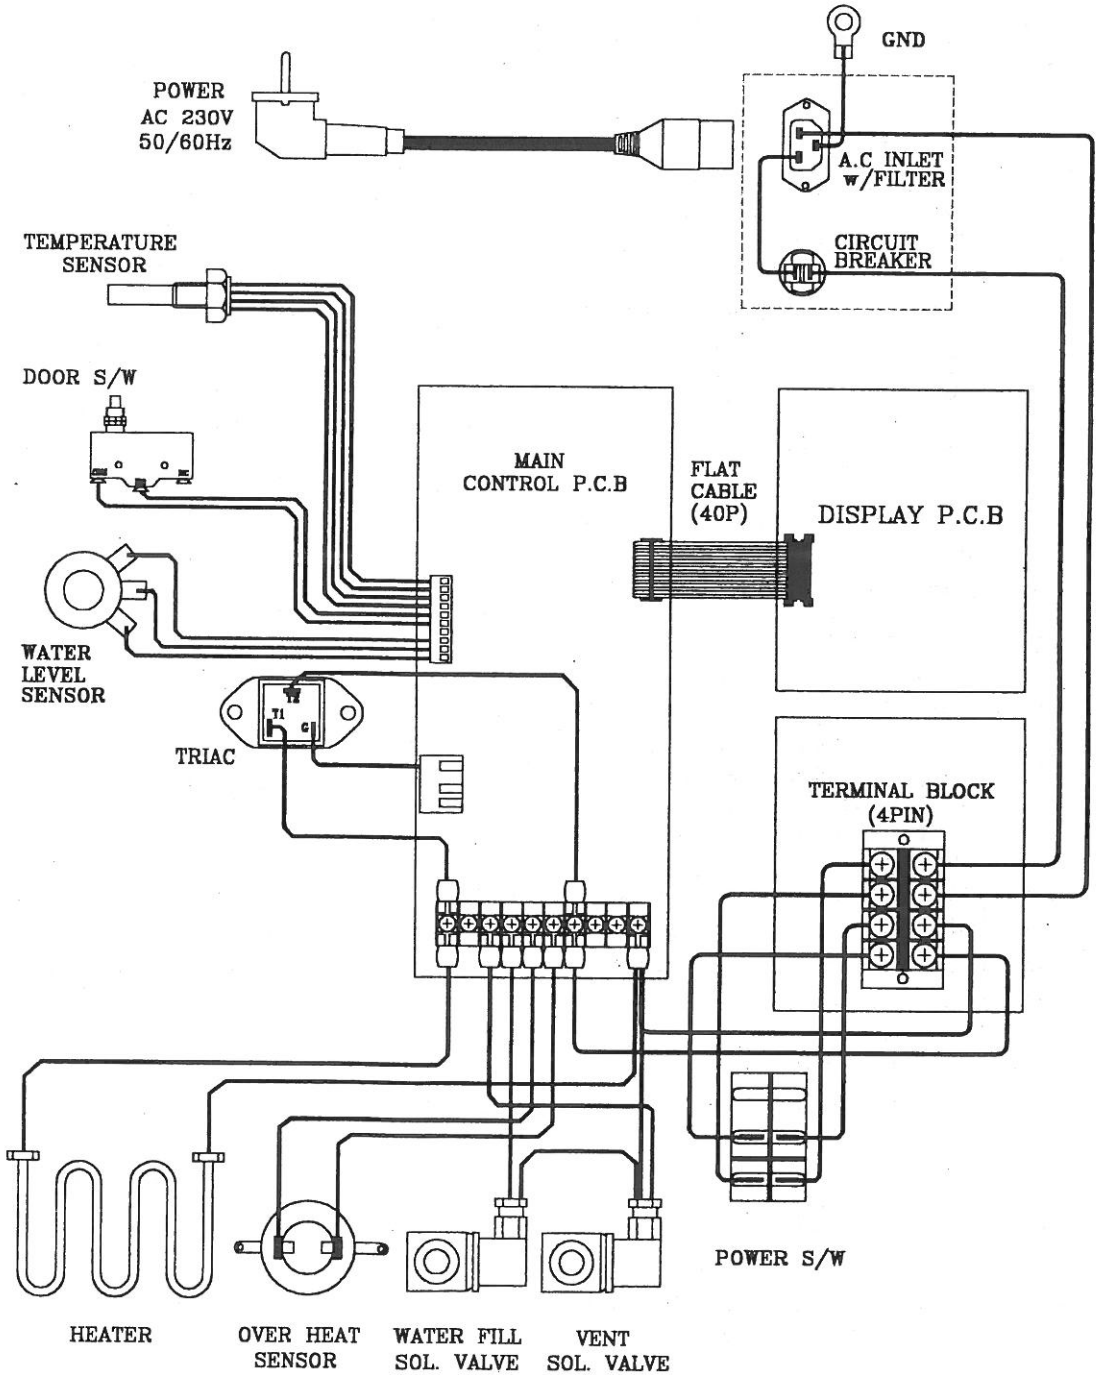 GND
POWER
AC 230V
50/60Hz
A.C INLET
w/FILTER
TEMPERATURE
SENSOR
CIRCUIT
BREAKER
DOOR S/W
MAIN
CONTROL P.C.B
FLAT
CABLE
(40P)
DISPLAY P.C.B
WATER
LEVEL
SENSOR
T2
T1
G
TRIAC
TERMINAL BLOCK
(4PIN)
POWER S/W
HEATER
OVER HEAT
SENSOR
WATER FILL
SOL. VALVE
VENT
SOL. VALVE